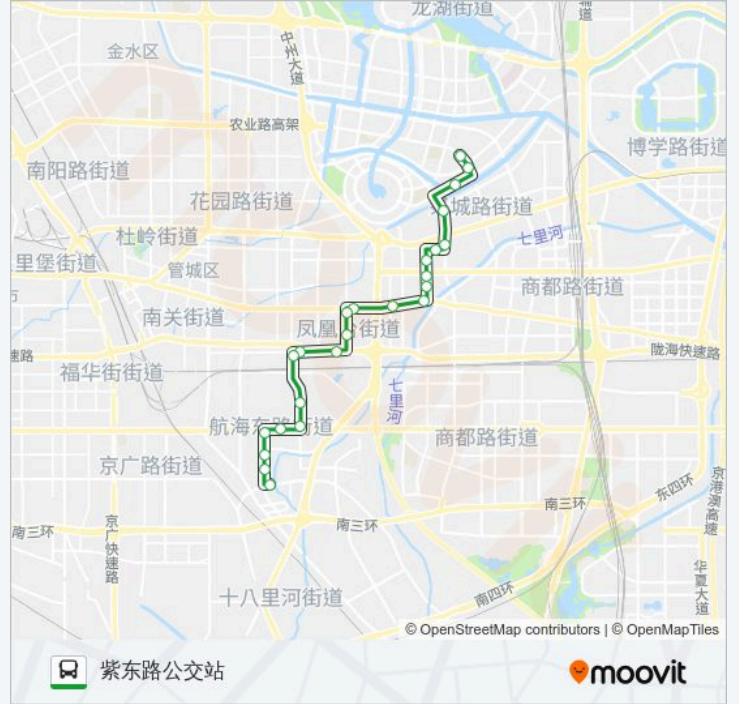 龙湖街道
辅道
金水区
中州大道
农业路高架
博学路街道
南阳路街道
花园路街道
城路街道
杜岭街道
七里河
里堡街道
管城区
商都路街道
南关街道
凤凰台街道
速路
陇海快速路
福华街街道
七里河
航海东路街道
商都路街道
京广路街道
东四环
京港澳高速
南三环
南三环
南三环
京广快速路
华夏大道
十八里河街道
南四环
© OpenStreetMap contributors | © OpenMapTiles
紫东路公交站
moovit